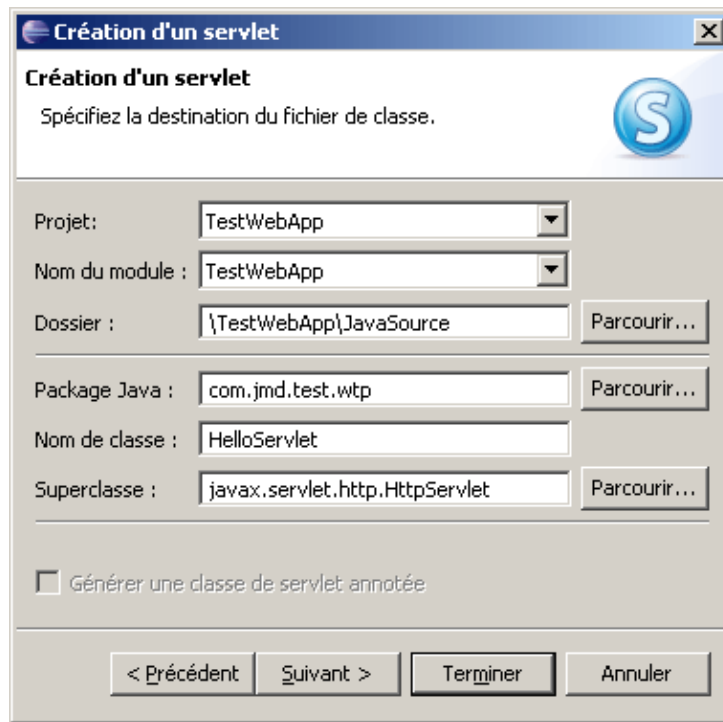 Création d'un servlet
Création d'un servlet
Spécifiez la destination du fichier de classe.
S
Projet: TestWebApp
Nom du module : TestWebApp
Dossier : \TestWebApp\JavaSource Parcourir...
Package Java : com.jmd.test.wtp Parcourir...
Nom de classe : HelloServlet
Superclasse : javax.servlet.http.HttpServlet Parcourir...
Générer une classe de servlet annotée
< Précédent Suivant > Terminer Annuler